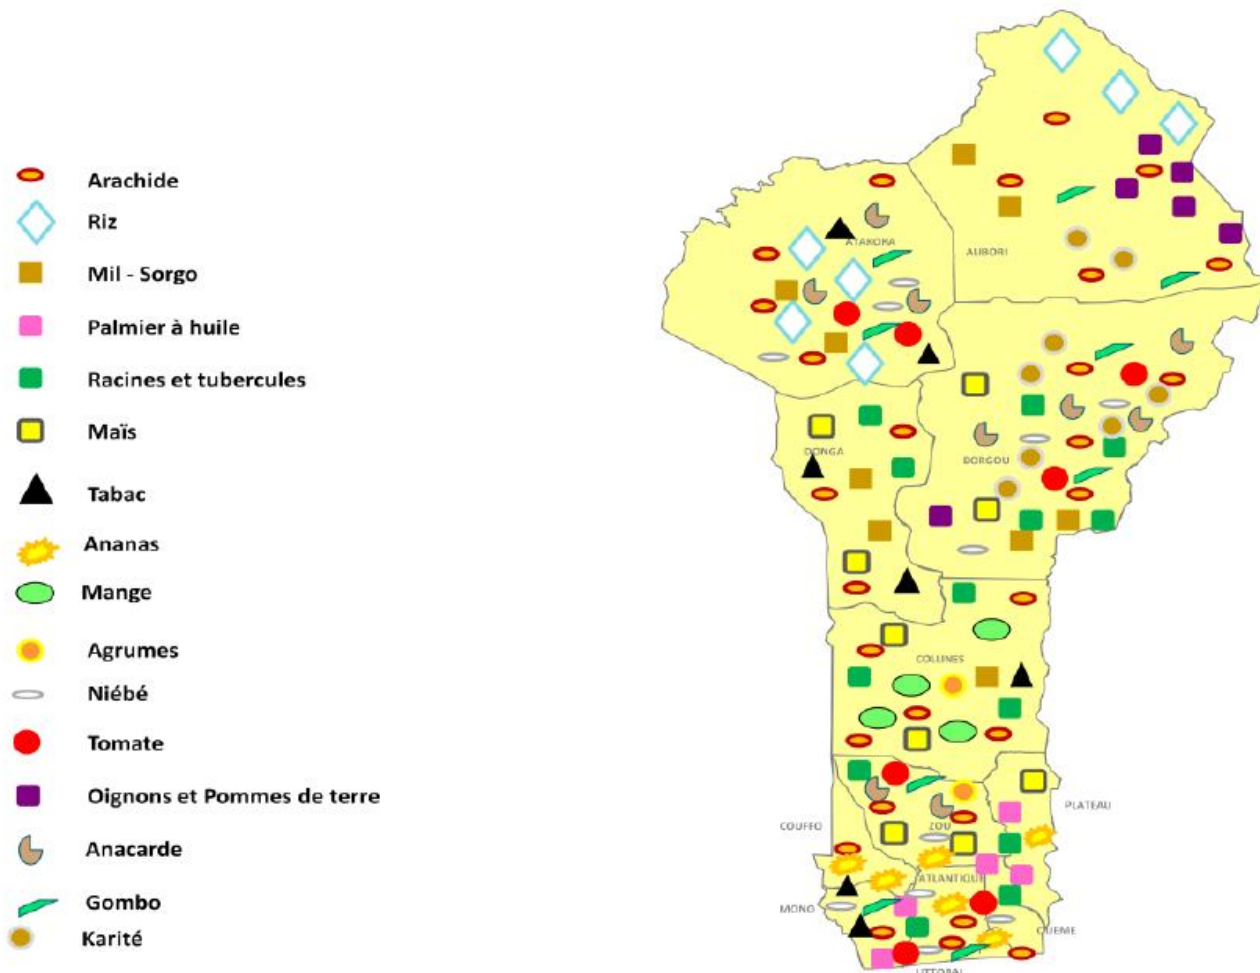 Arachide
Riz
Mil - Sorgo
Palmier à huile
Racines et tubercules
Maïs
Tabac
Ananas
Mange
Agrumes
Niébé
Tomate
Oignons et Pommes de terre
Anacarde
Gombo
Karité
ATAKORA
ALIBORI
DONGA
BORGOU
COLLINES
PLATEAU
COUFFO
ZOU
ATLANTIQUE
MONO
OUEME
LITTORAL